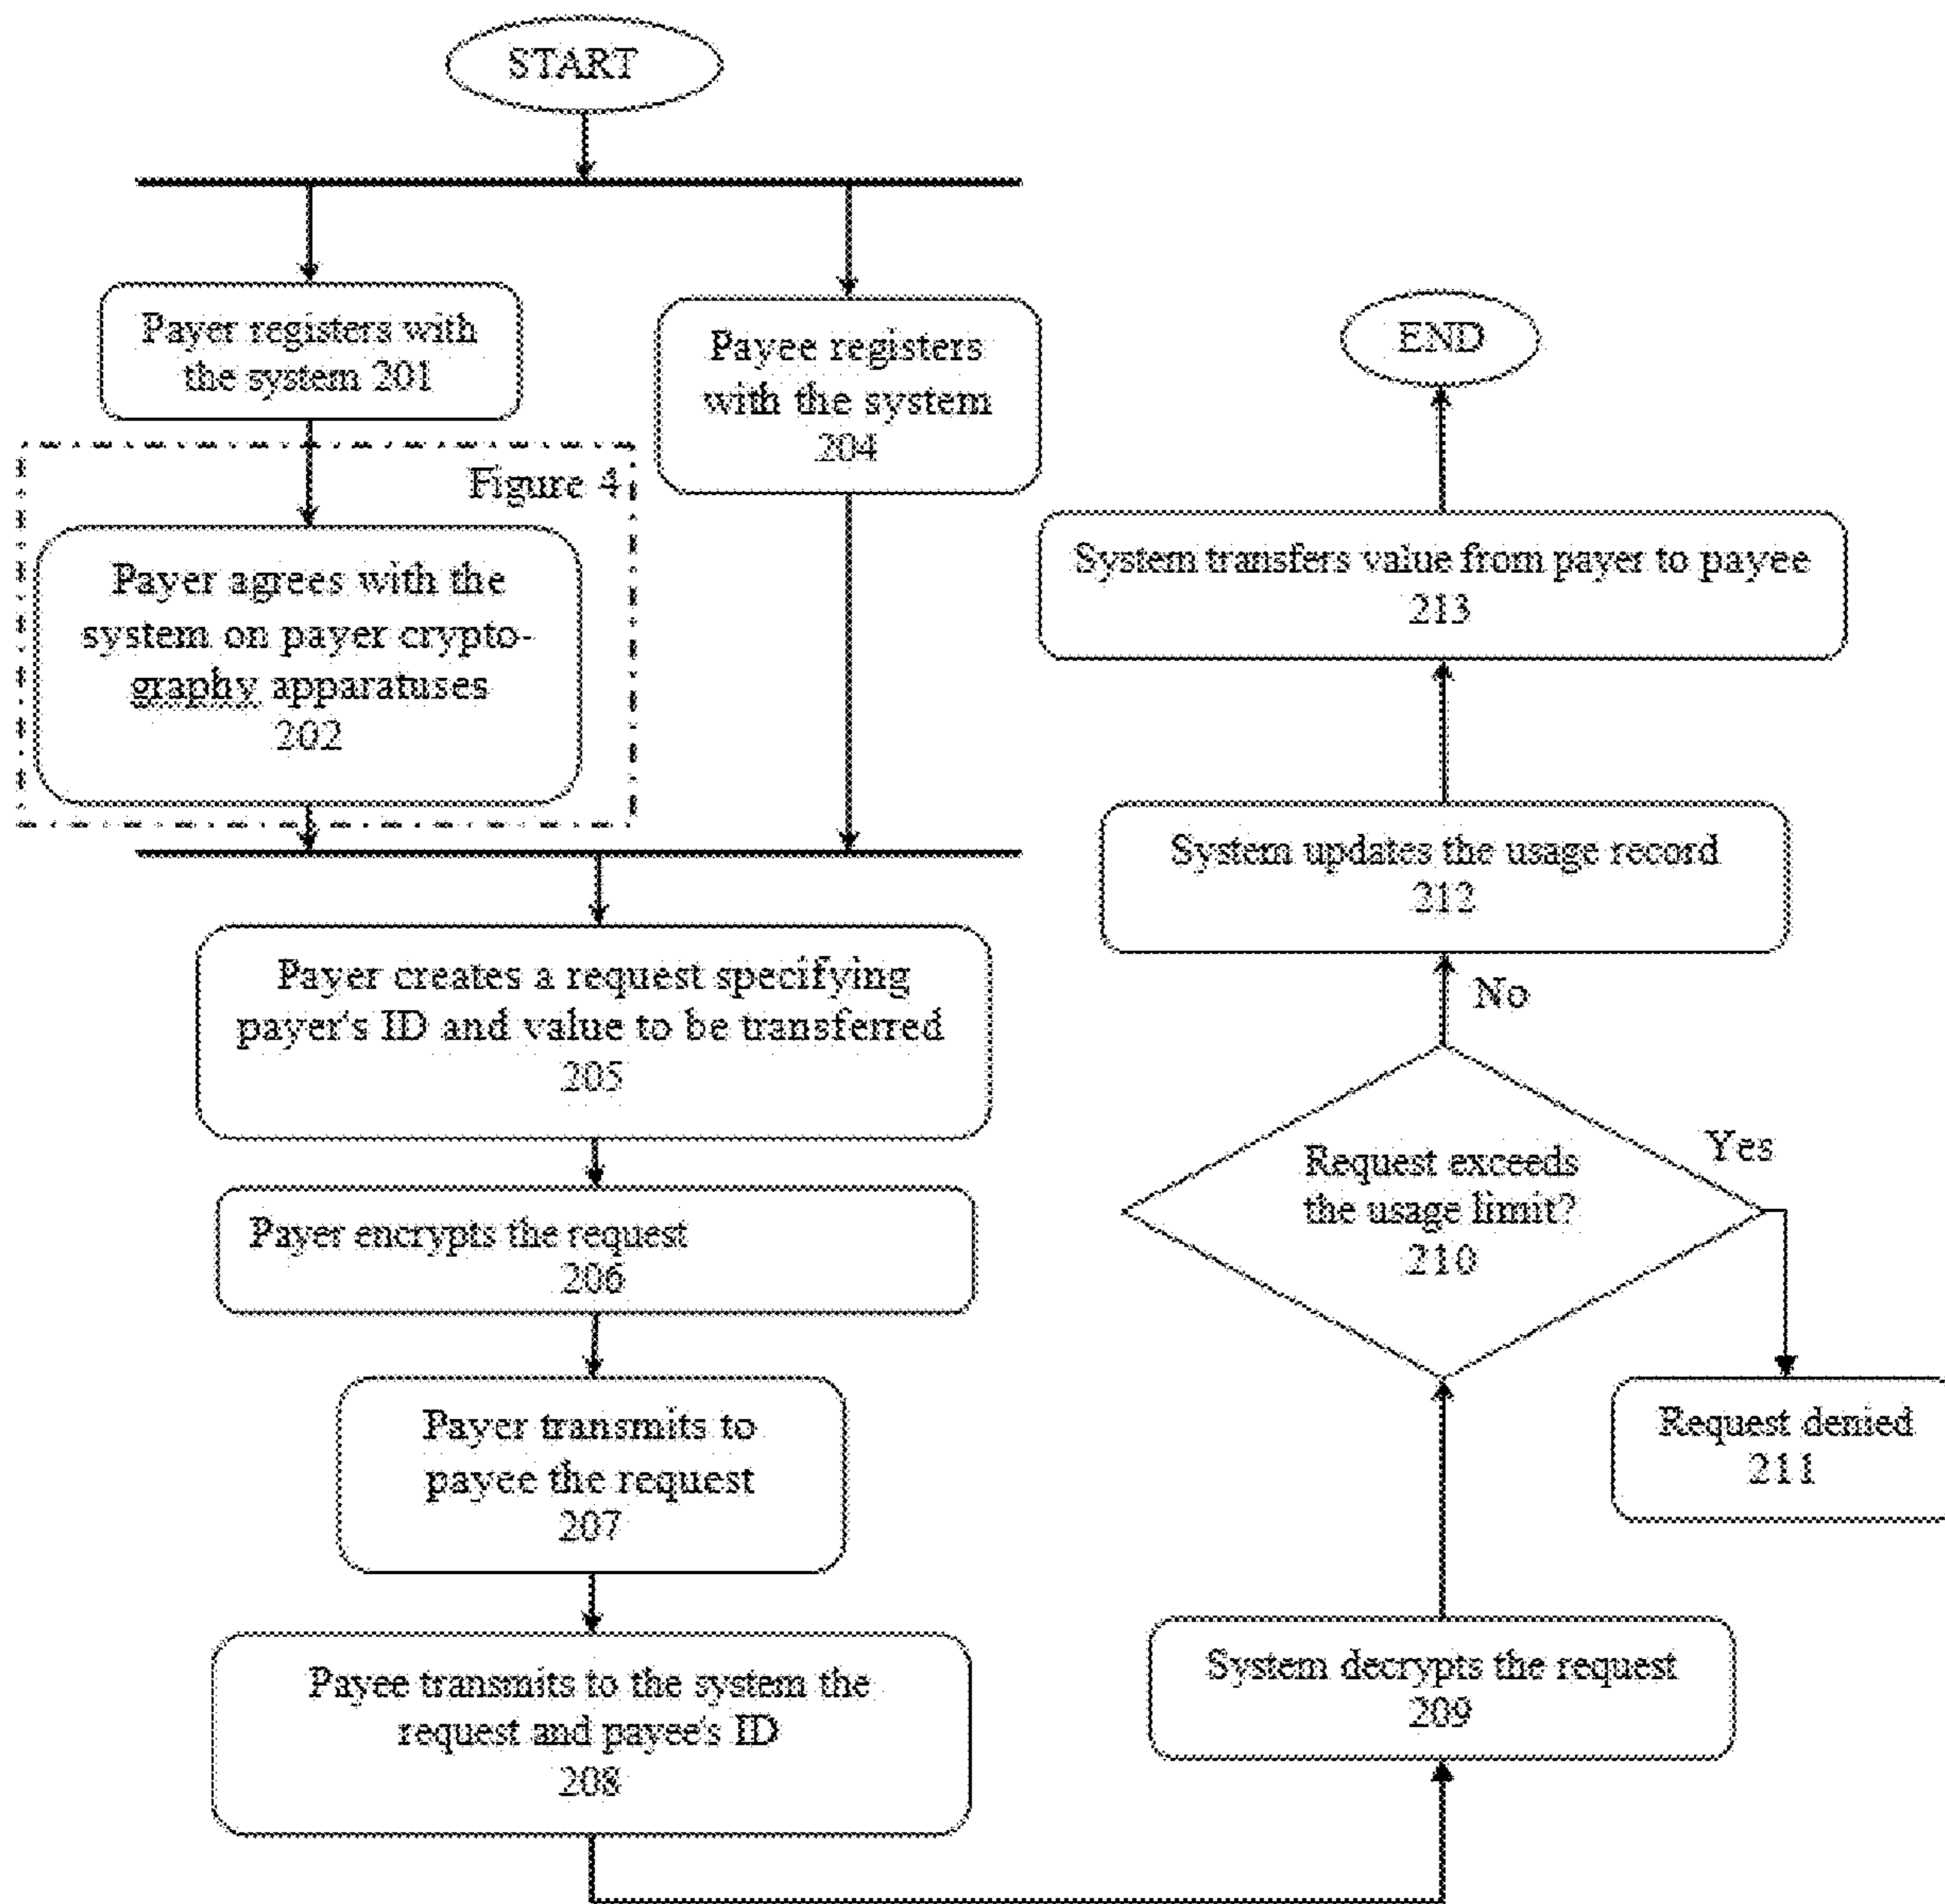 START
Payer registers with
the system 201
Payee registers
with the system
204
Figure 4
Payer agrees with the
system on payer crypto-
graphy apparatuses
202
Payer creates a request specifying
payer's ID and value to be transferred
205
Payer encrypts the request
206
Payer transmits to
payee the request
207
Payee transmits to the system the
request and payee's ID
208
System decrypts the request
209
Request exceeds
the usage limit?
210
Yes
Request denied
211
No
System updates the usage record
212
System transfers value from payer to payee
213
END